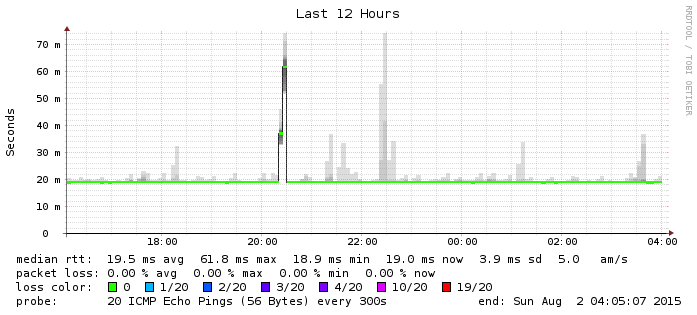 Last 12 Hours
RRDTOOL / TOBI OETIKER
Seconds
70 m
60 m
50 m
40 m
30 m
20 m
10 m
0
18:00 20:00 22:00 00:00 02:00 04:00
median rtt: 19.5 ms avg 61.8 ms max 18.9 ms min 19.0 ms now 3.9 ms sd 5.0 am/s
packet loss: 0.00 % avg 0.00 % max 0.00 % min 0.00 % now
loss color: 0 1/20 2/20 3/20 4/20 10/20 19/20
probe: 20 ICMP Echo Pings (56 Bytes) every 300s end: Sun Aug 2 04:05:07 2015